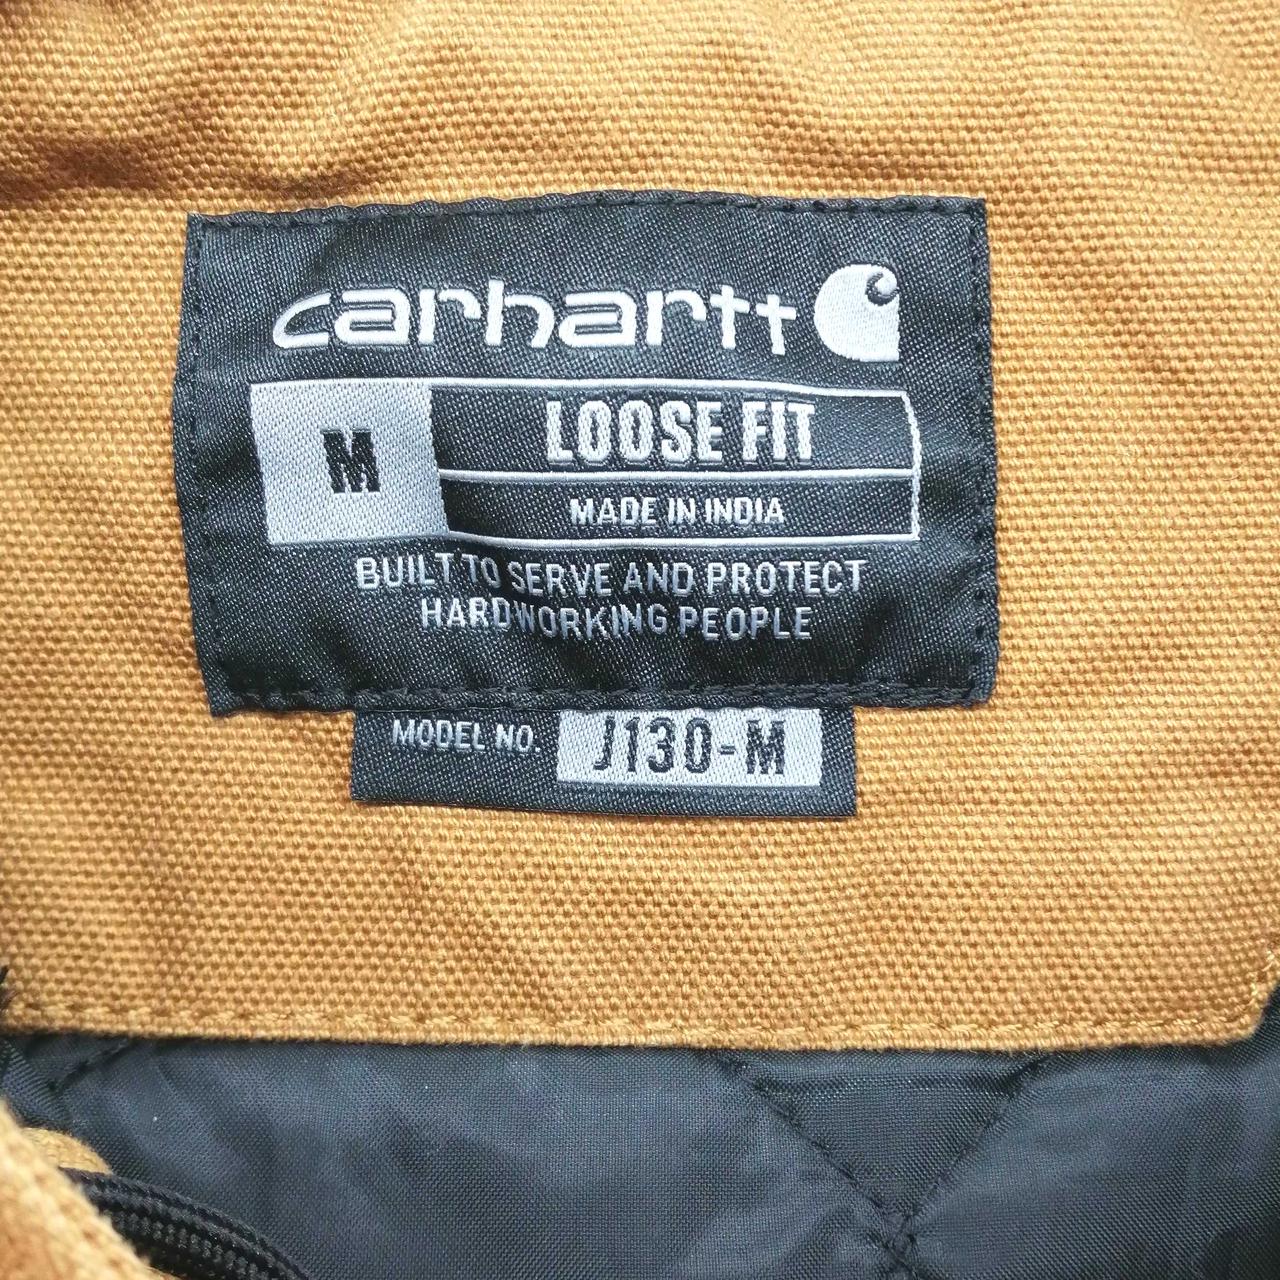 carhartt
M
LOOSE FIT
MADE IN INDIA
BUILT TO SERVE AND PROTECT
HARDWORKING PEOPLE
MODEL NO. J130-M